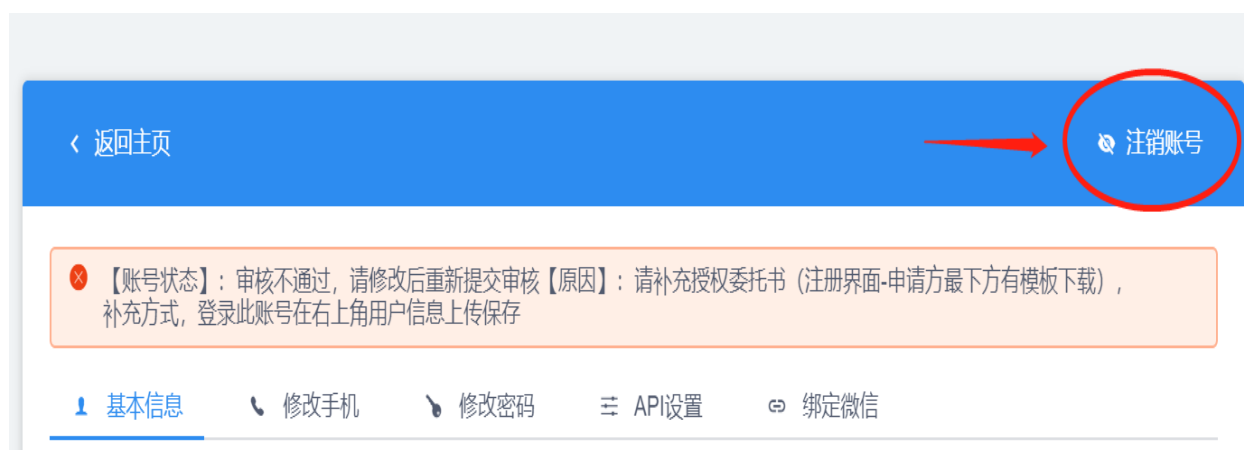 返回主页
注销账号
【账号状态】:审核不通过,请修改后重新提交审核【原因】:请补充授权委托书(注册界面-申请方最下方有模板下载),
补充方式,登录此账号在右上角用户信息上传保存
基本信息 修改手机 修改密码 API设置 绑定微信